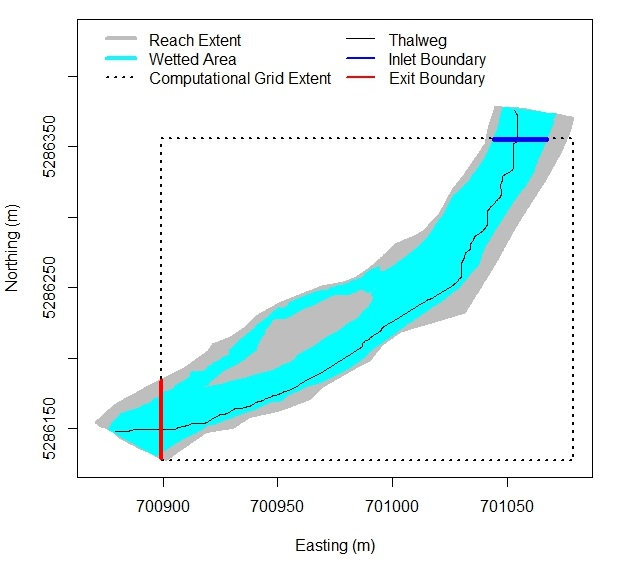 Reach Extent
Wetted Area
Computational Grid Extent
Thalweg
Inlet Boundary
Exit Boundary
Northing (m)
5286350
5286250
5286150
700900 700950 701000 701050
Easting (m)